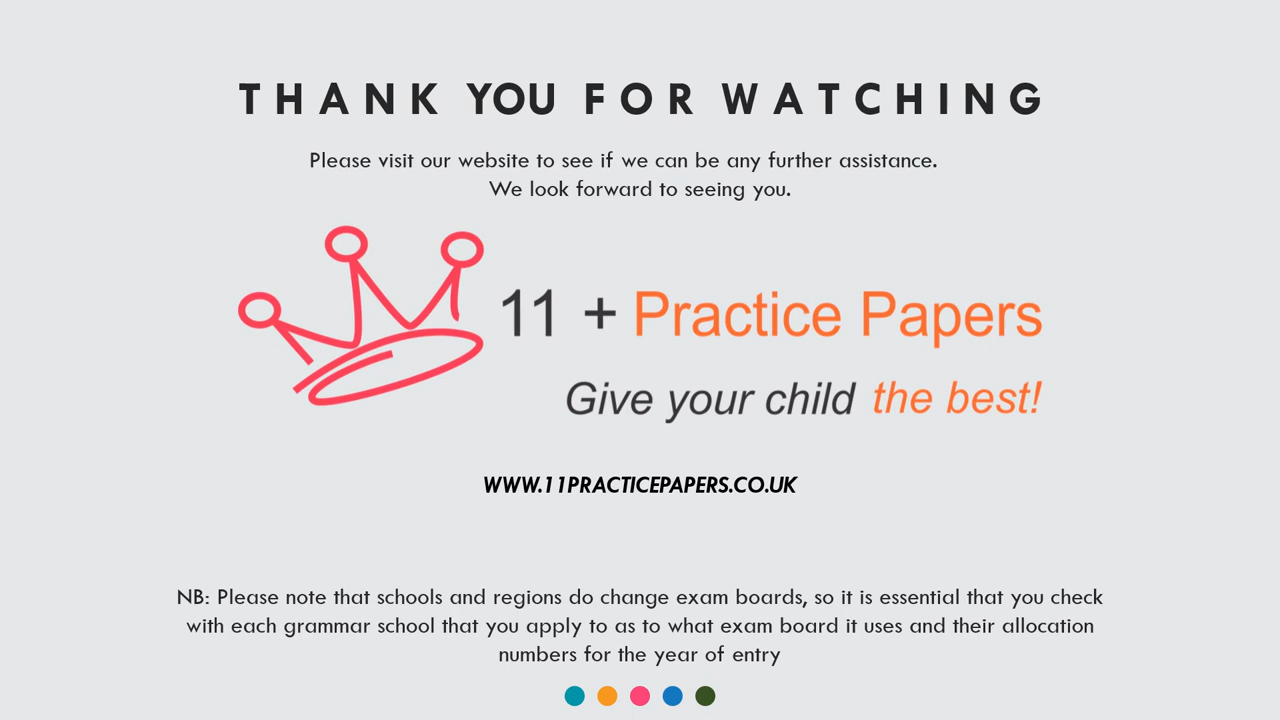 THANK YOU FOR WATCHING
Please visit our website to see if we can be any further assistance.
We look forward to seeing you.
11 + Practice Papers
Give your child the best!
WWW.11PRACTICEPAPERS.CO.UK
NB: Please note that schools and regions do change exam boards, so it is essential that you check
with each grammar school that you apply to as to what exam board it uses and their allocation
numbers for the year of entry